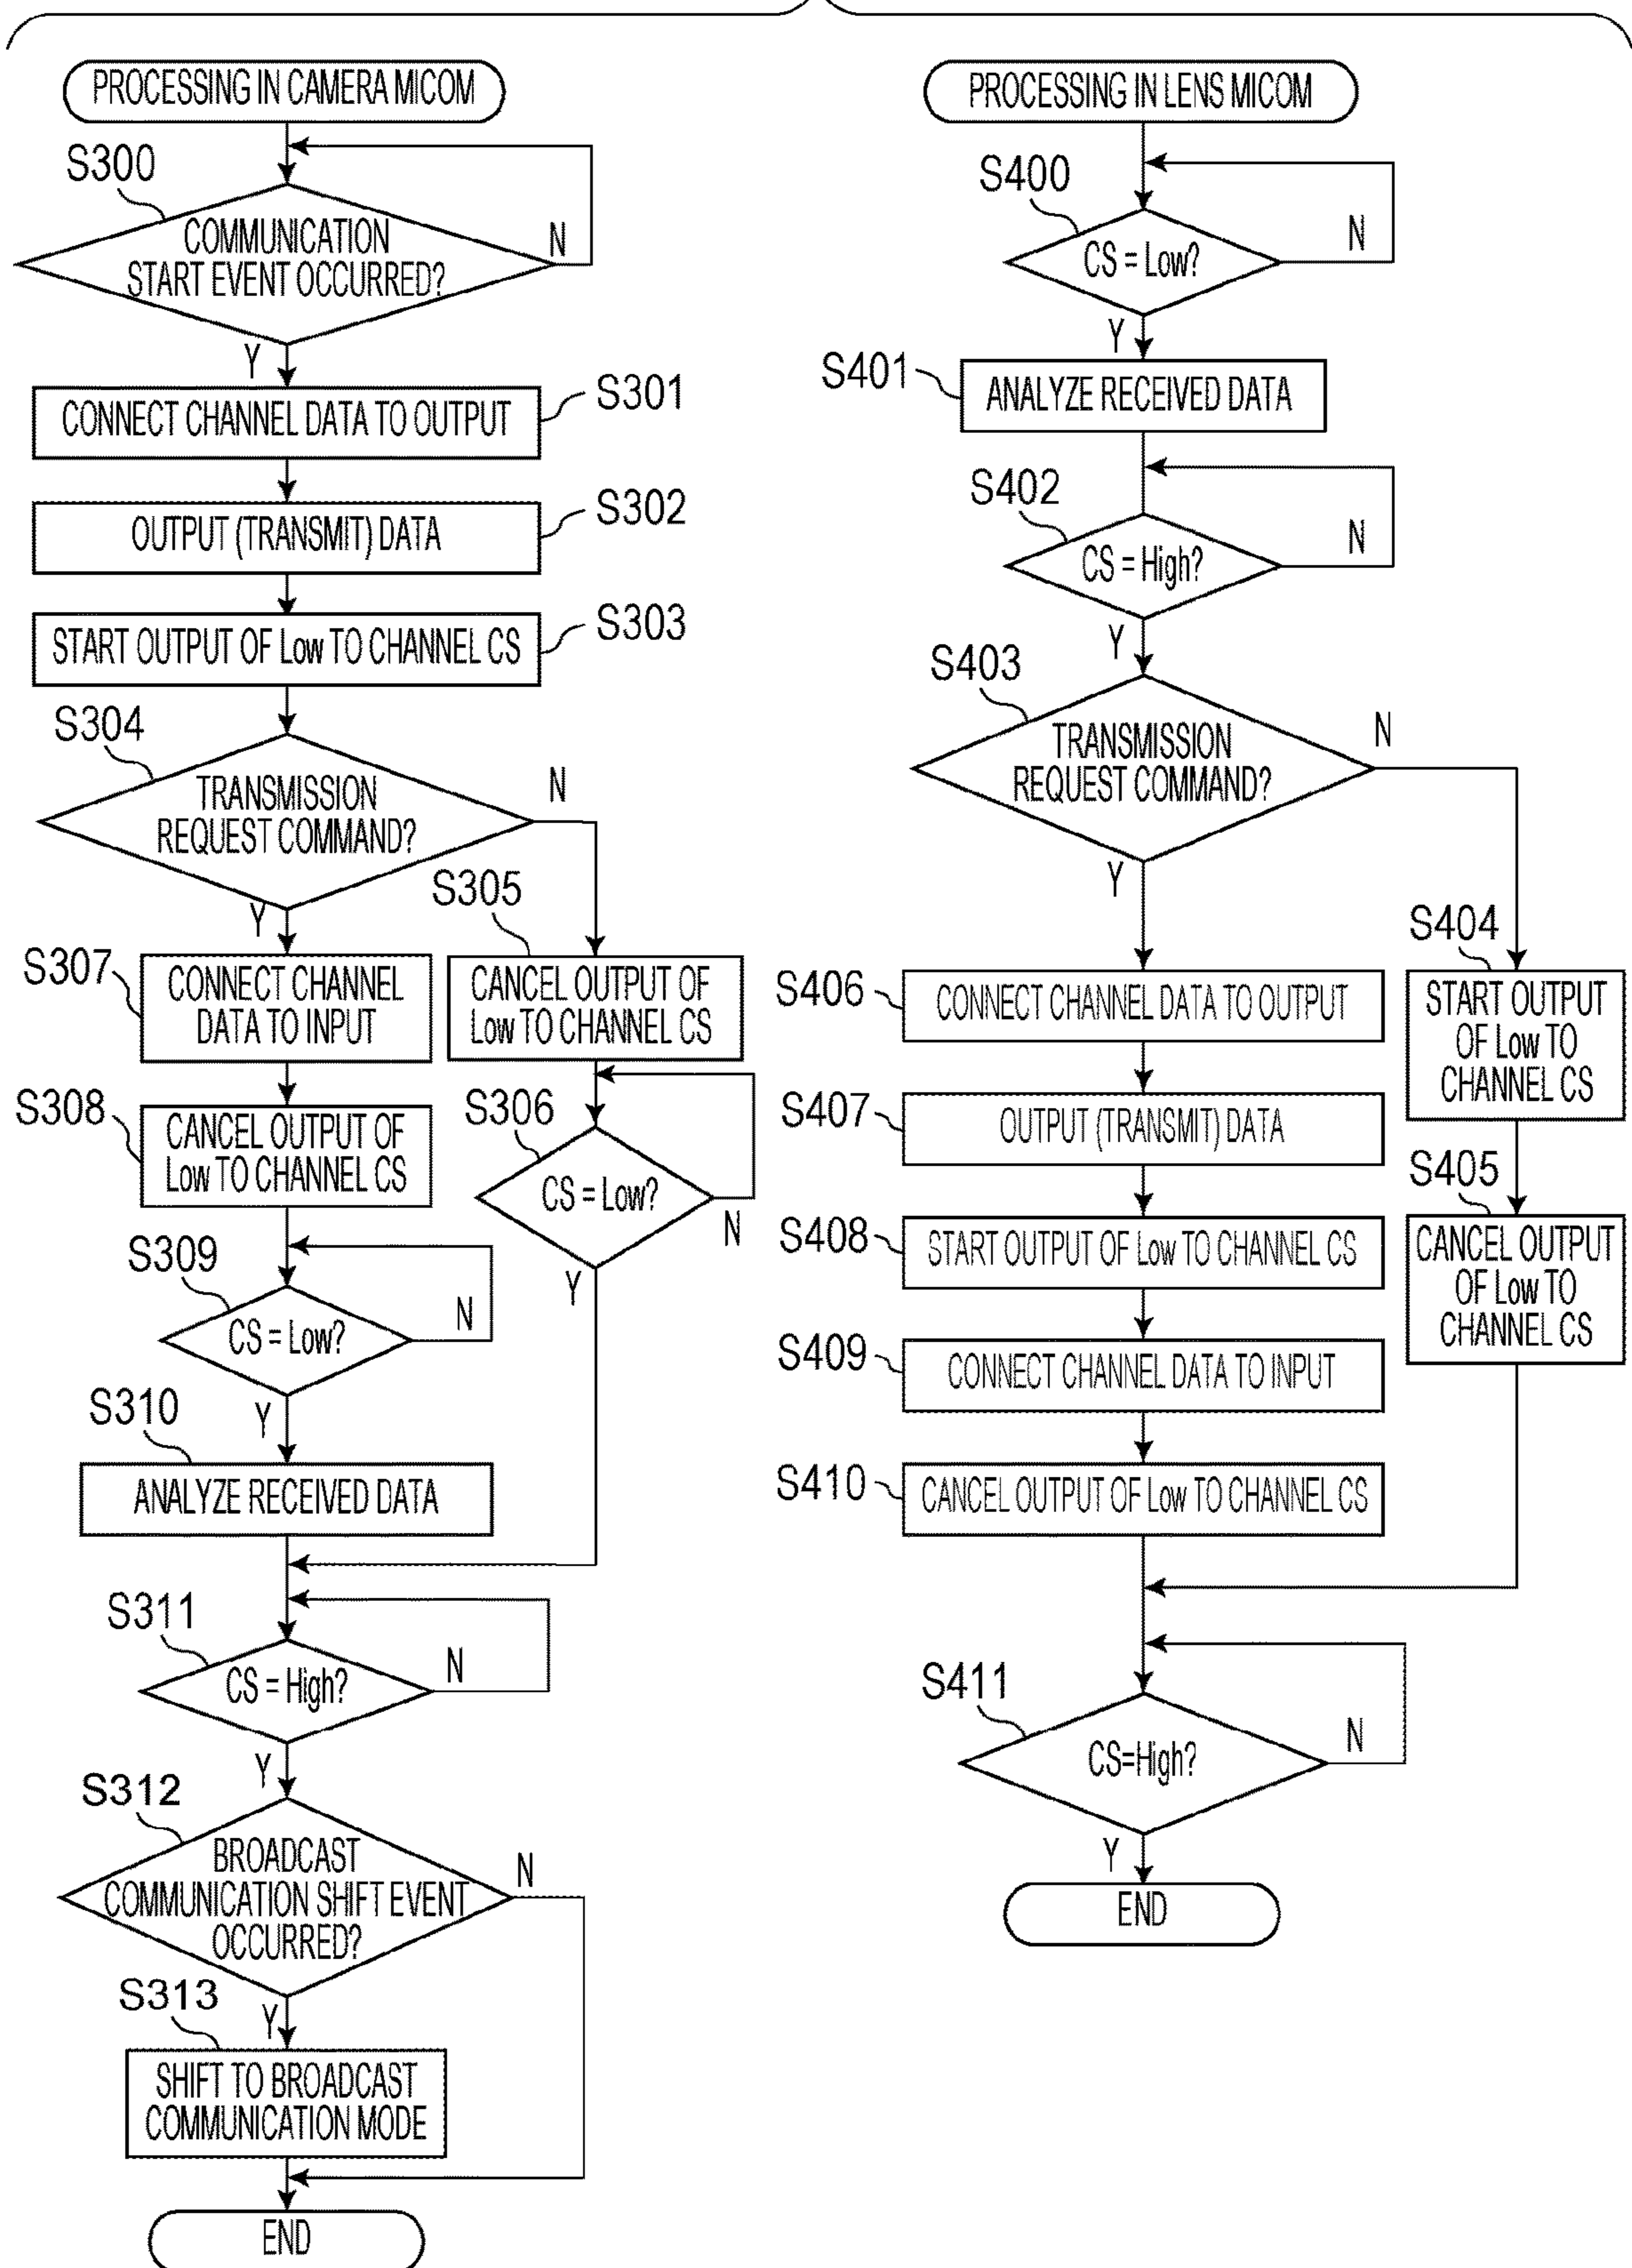 PROCESSING IN CAMERA MICOM
S300
COMMUNICATION
START EVENT OCCURRED?
N
Y
CONNECT CHANNEL DATA TO OUTPUT
S301
OUTPUT (TRANSMIT) DATA
S302
START OUTPUT OF Low TO CHANNEL CS
S303
S304
TRANSMISSION
REQUEST COMMAND?
N
Y
S305
CANCEL OUTPUT OF
Low TO CHANNEL CS
S306
CS = Low?
N
Y
S307
CONNECT CHANNEL
DATA TO INPUT
S308
CANCEL OUTPUT OF
Low TO CHANNEL CS
S309
CS = Low?
N
Y
S310
ANALYZE RECEIVED DATA
S311
CS = High?
N
Y
S312
BROADCAST
COMMUNICATION SHIFT EVENT
OCCURRED?
N
Y
S313
SHIFT TO BROADCAST
COMMUNICATION MODE
END
PROCESSING IN LENS MICOM
S400
CS = Low?
N
Y
S401
ANALYZE RECEIVED DATA
S402
CS = High?
N
Y
S403
TRANSMISSION
REQUEST COMMAND?
N
Y
S404
START OUTPUT
OF Low TO
CHANNEL CS
S405
CANCEL OUTPUT
OF Low TO
CHANNEL CS
S406
CONNECT CHANNEL DATA TO OUTPUT
S407
OUTPUT (TRANSMIT) DATA
S408
START OUTPUT OF Low TO CHANNEL CS
S409
CONNECT CHANNEL DATA TO INPUT
S410
CANCEL OUTPUT OF Low TO CHANNEL CS
S411
CS=High?
N
Y
END